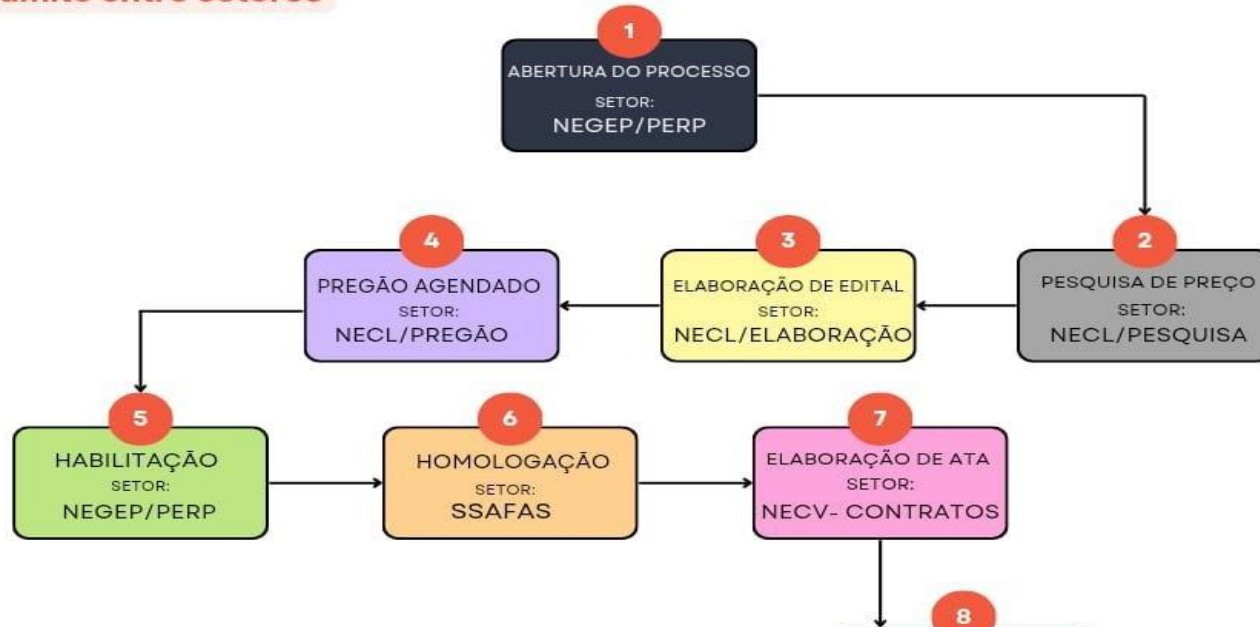 entre setores
1
ABERTURA DO PROCESSO
SETOR:
NEGEP/PERP
4
PREGÃO AGENDADO
SETOR:
NECL/PREGÃO
3
ELABORAÇÃO DE EDITAL
SETOR:
NECL/ELABORAÇÃO
2
PESQUISA DE PREÇO
SETOR:
NECL/PESQUISA
5
HABILITAÇÃO
SETOR:
NEGEP/PERP
6
HOMOLOGAÇÃO
SETOR:
SSAFAS
7
ELABORAÇÃO DE ATA
SETOR:
NECV- CONTRATOS
8